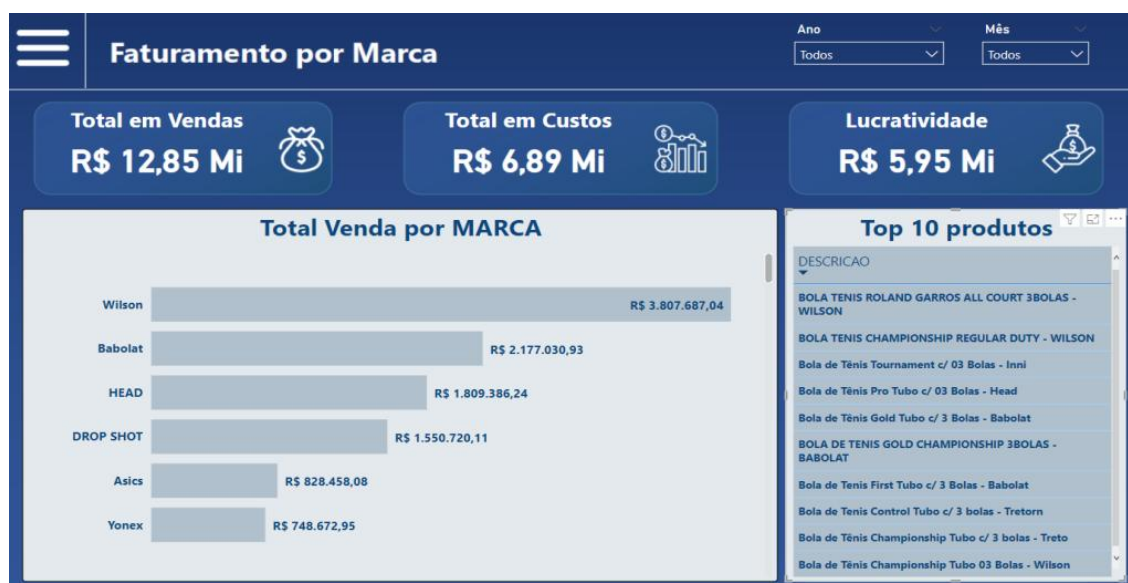 Faturamento por Marca
Ano
Todos
Mês
Todos
Total em Vendas
R$ 12,85 Mi
Total em Custos
R$ 6,89 Mi
Lucratividade
R$ 5,95 Mi
Total Venda por MARCA
Wilson
R$ 3.807.687,04
Babolat
R$ 2.177.030,93
HEAD
R$ 1.809.386,24
DROP SHOT
R$ 1.550.720,11
Asics
R$ 828.458,08
Yonex
R$ 748.672,95
Top 10 produtos
DESCRICAO
BOLA TENIS ROLAND GARROS ALL COURT 3BOLAS -
WILSON
BOLA TENIS CHAMPIONSHIP REGULAR DUTY - WILSON
Bola de Tênis Tournament c/ 03 Bolas - Inni
Bola de Tênis Pro Tubo c/ 03 Bolas - Head
Bola de Tênis Gold Tubo c/ 3 Bolas - Babolat
BOLA DE TENIS GOLD CHAMPIONSHIP 3BOLAS -
BABOLAT
Bola de Tenis First Tubo c/ 3 Bolas - Babolat
Bola de Tenis Control Tubo c/ 3 bolas - Tretorn
Bola de Tênis Championship Tubo c/ 3 bolas - Treto
Bola de Tênis Championship Tubo 03 Bolas - Wilson